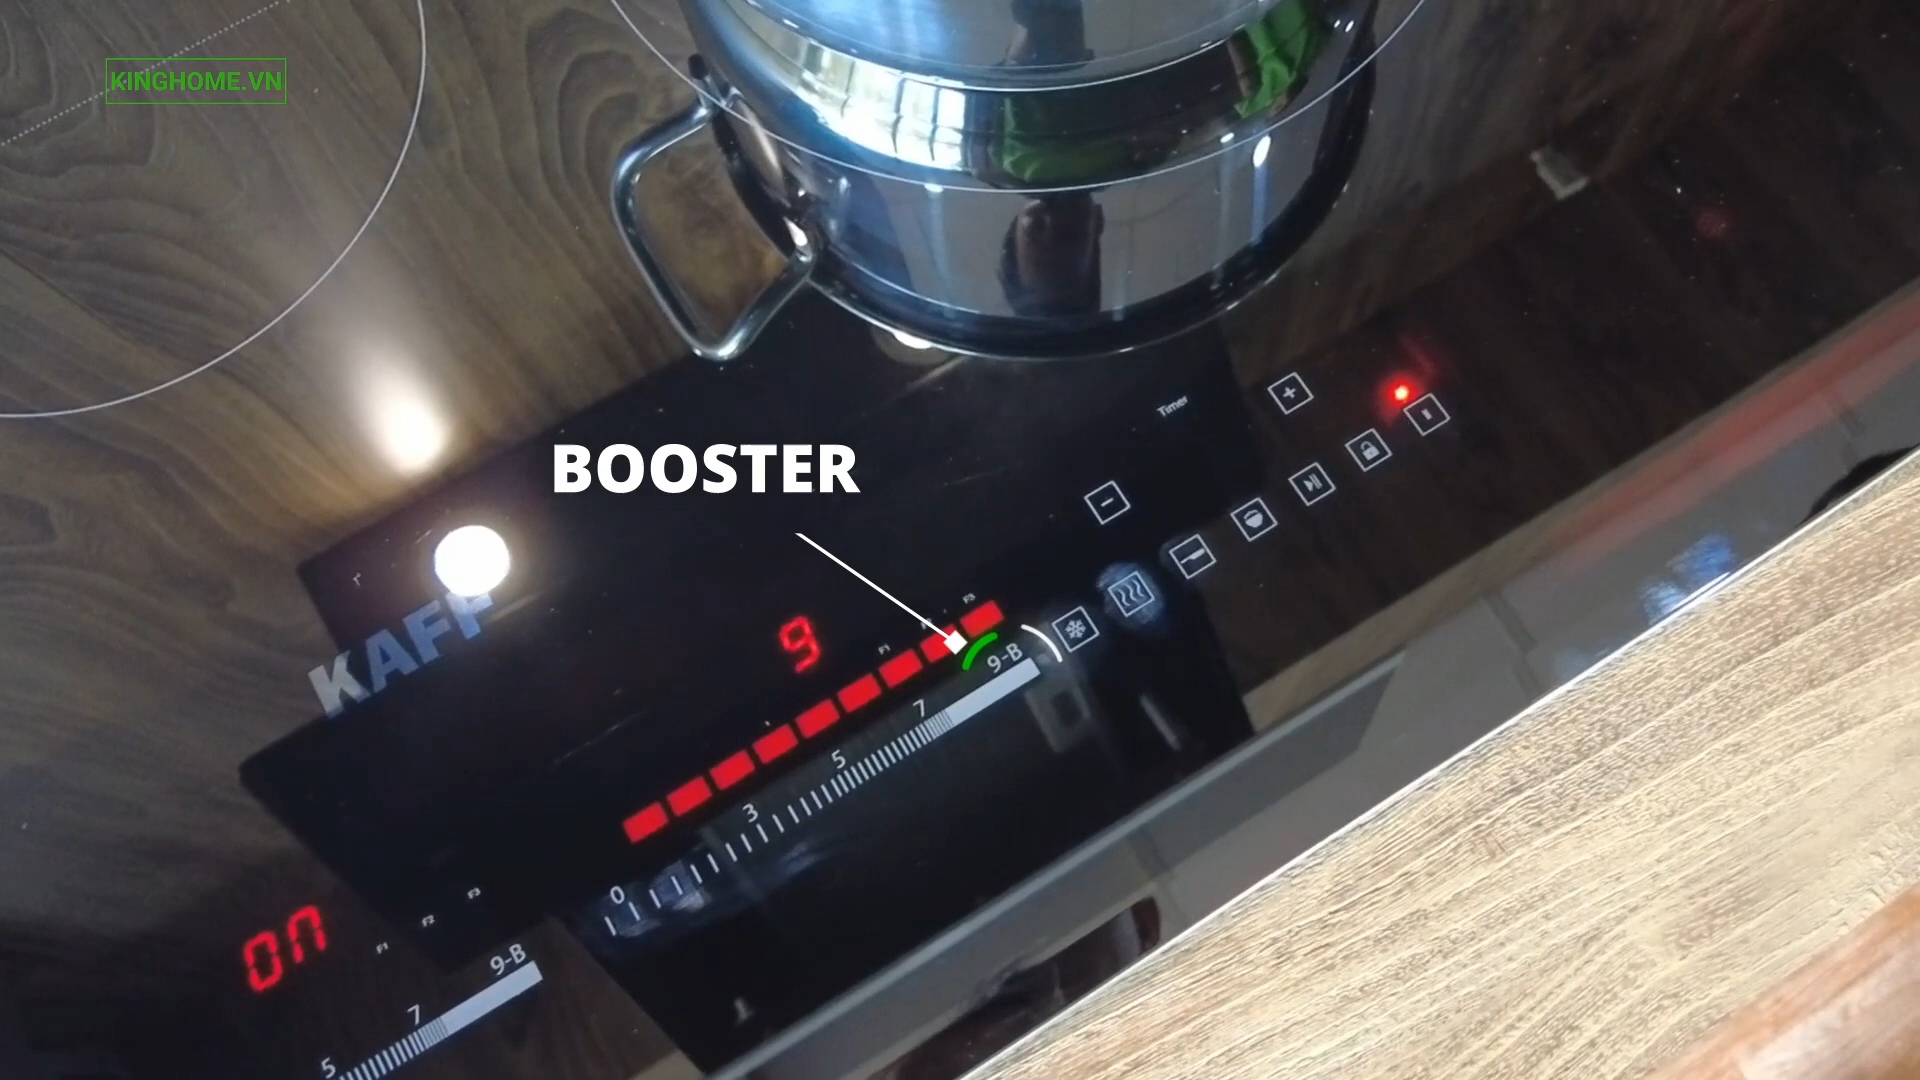 KINGHOME.VN
Timer
BOOSTER
KAFF
9
F1
F3
0 3 5 7 9-B
on
F1 F2 F3
5 7 9-B